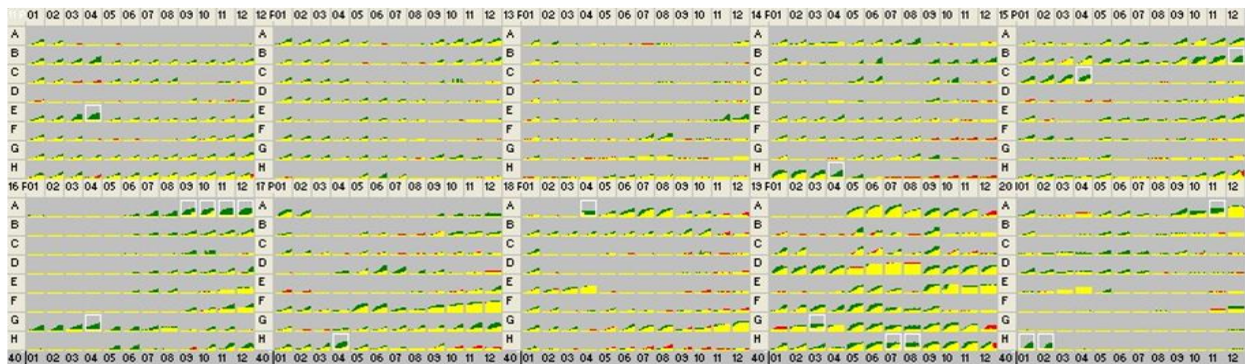 01 02 03 04 05 06 07 08 09 10 11 12 12 P01 02 03 04 05 06 07 08 09 10 11 12 13 P01 02 03 04 05 06 07 08 09 10 11 12 14 P01 02 03 04 05 06 07 08 09 10 11 12 15 P01 02 03 04 05 06 07 08 09 10 11 12
A A A A A
B B B B B
C C C C C
D D D D D
E E E E E
F F F F F
G G G G G
H H H H H
16 P01 02 03 04 05 06 07 08 09 10 11 12 17 P01 02 03 04 05 06 07 08 09 10 11 12 18 P01 02 03 04 05 06 07 08 09 10 11 12 19 P01 02 03 04 05 06 07 08 09 10 11 12 20 01 02 03 04 05 06 07 08 09 10 11 12
A A A A A
B B B B B
C C C C C
D D D D D
E E E E E
F F F F F
G G G G G
H H H H H
40 01 02 03 04 05 06 07 08 09 10 11 12 40 01 02 03 04 05 06 07 08 09 10 11 12 40 01 02 03 04 05 06 07 08 09 10 11 12 40 01 02 03 04 05 06 07 08 09 10 11 12 40 01 02 03 04 05 06 07 08 09 10 11 12